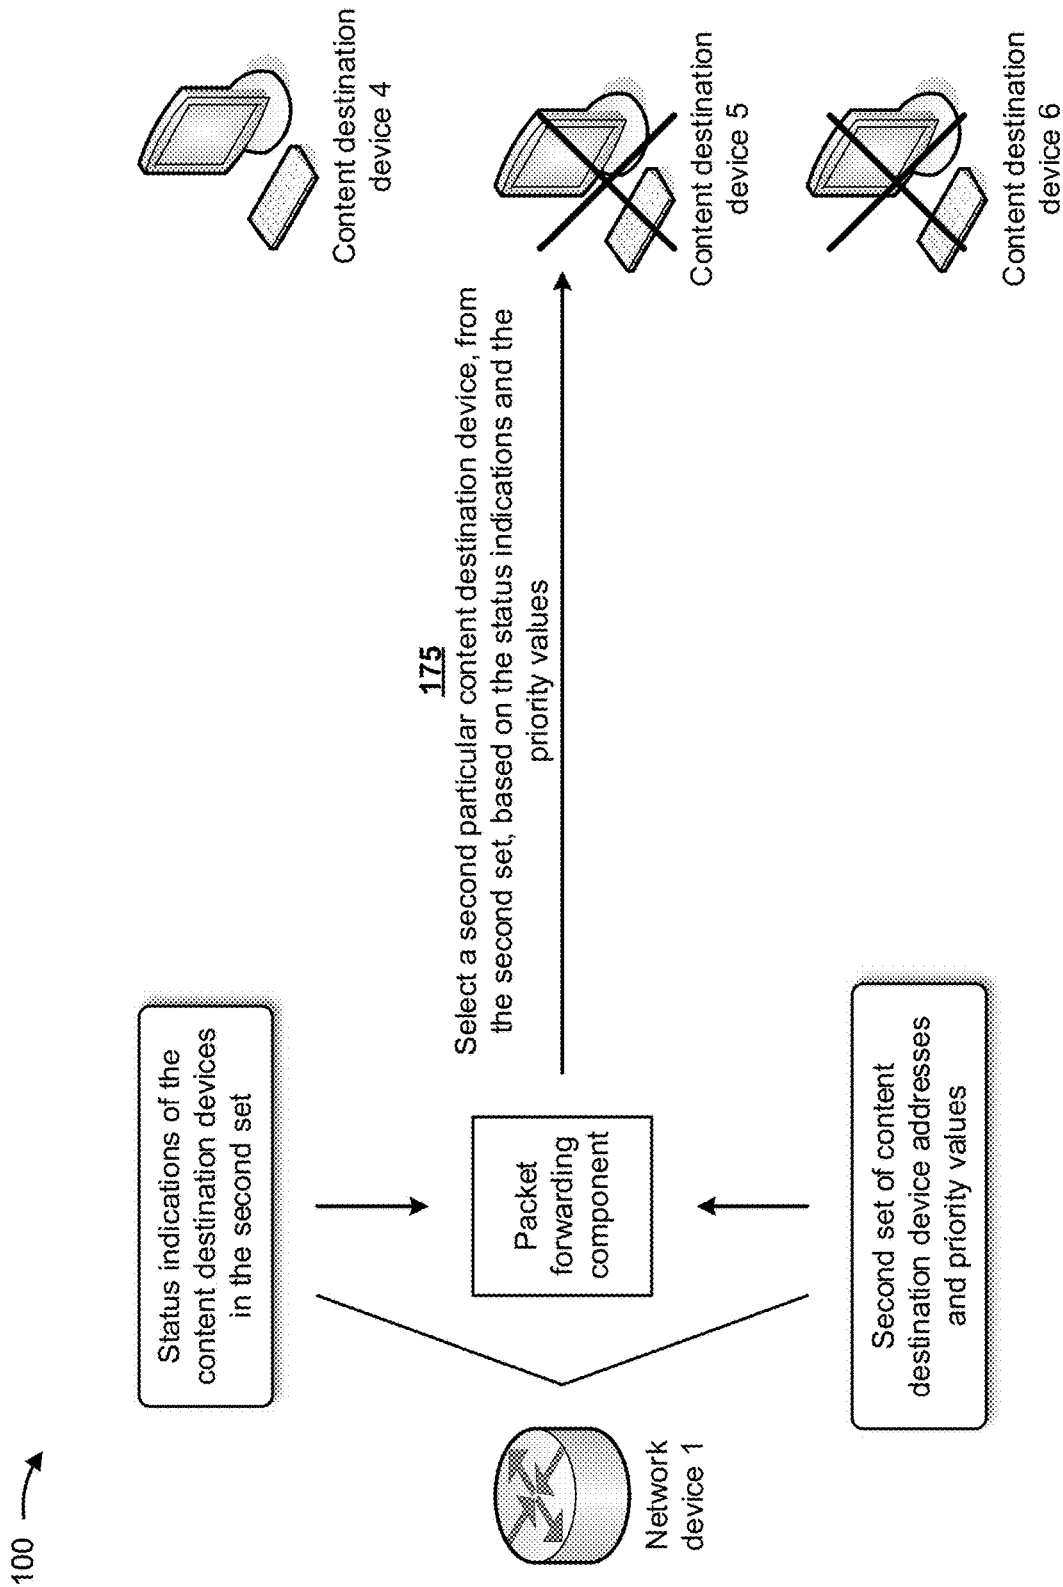 100
Status indications of the
content destination devices
in the second set
Network
device 1
Packet
forwarding
component
Second set of content
destination device addresses
and priority values
175
Select a second particular content destination device, from
the second set, based on the status indications and the
priority values
Content destination
device 4
Content destination
device 5
Content destination
device 6